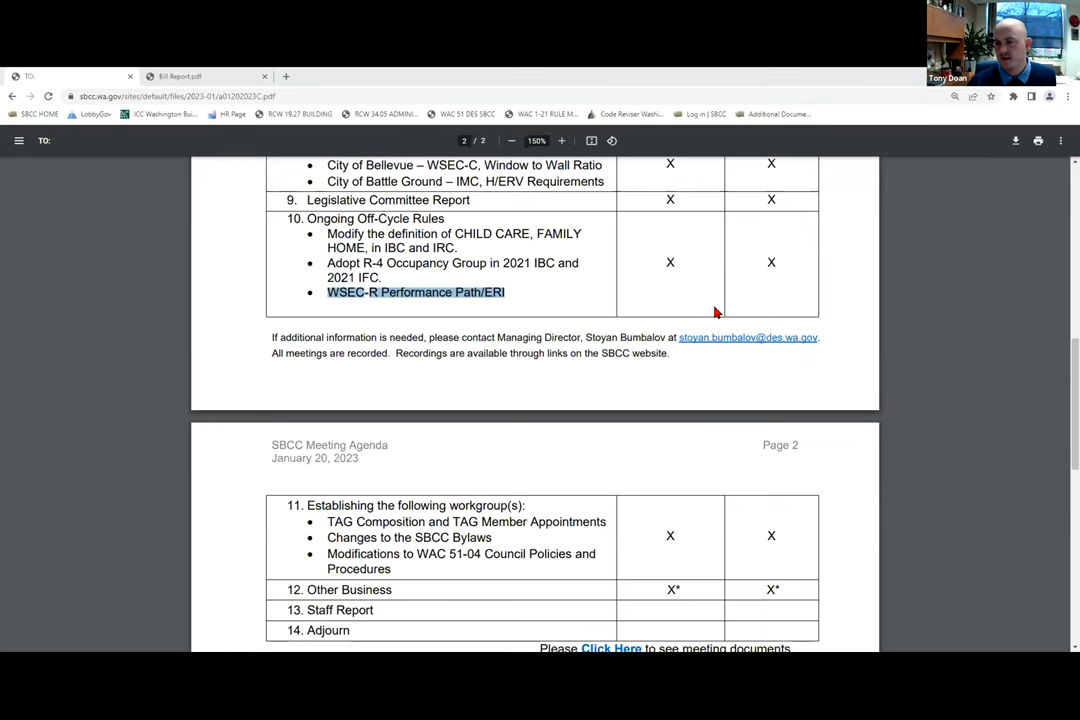 Tony Doan
TO:
Bill Report.pdf
sbcc.wa.gov/sites/default/files/2023-01/a01202023C.pdf
SBCC HOME
LobbyGov
ICC Washington Bui...
HR Page
RCW 19.27 BUILDING
RCW 34.05 ADMINI...
WAC 51 DES SBCC
WAC 1-21 RULE M...
Code Reviser Washi...
Log in | SBCC
Additional Docume...
TO:
2 / 2
150%
• City of Bellevue – WSEC-C, Window to Wall Ratio
X X
• City of Battle Ground – IMC, H/ERV Requirements
9. Legislative Committee Report X X
10. Ongoing Off-Cycle Rules
• Modify the definition of CHILD CARE, FAMILY
HOME, in IBC and IRC.
• Adopt R-4 Occupancy Group in 2021 IBC and X X
2021 IFC.
• WSEC-R Performance Path/ERI
If additional information is needed, please contact Managing Director, Stoyan Bumbalov at stoyan.bumbalov@des.wa.gov.
All meetings are recorded. Recordings are available through links on the SBCC website.
SBCC Meeting Agenda Page 2
January 20, 2023
11. Establishing the following workgroup(s):
• TAG Composition and TAG Member Appointments
• Changes to the SBCC Bylaws X X
• Modifications to WAC 51-04 Council Policies and
Procedures
12. Other Business X* X*
13. Staff Report
14. Adjourn
Please Click Here to see meeting documents